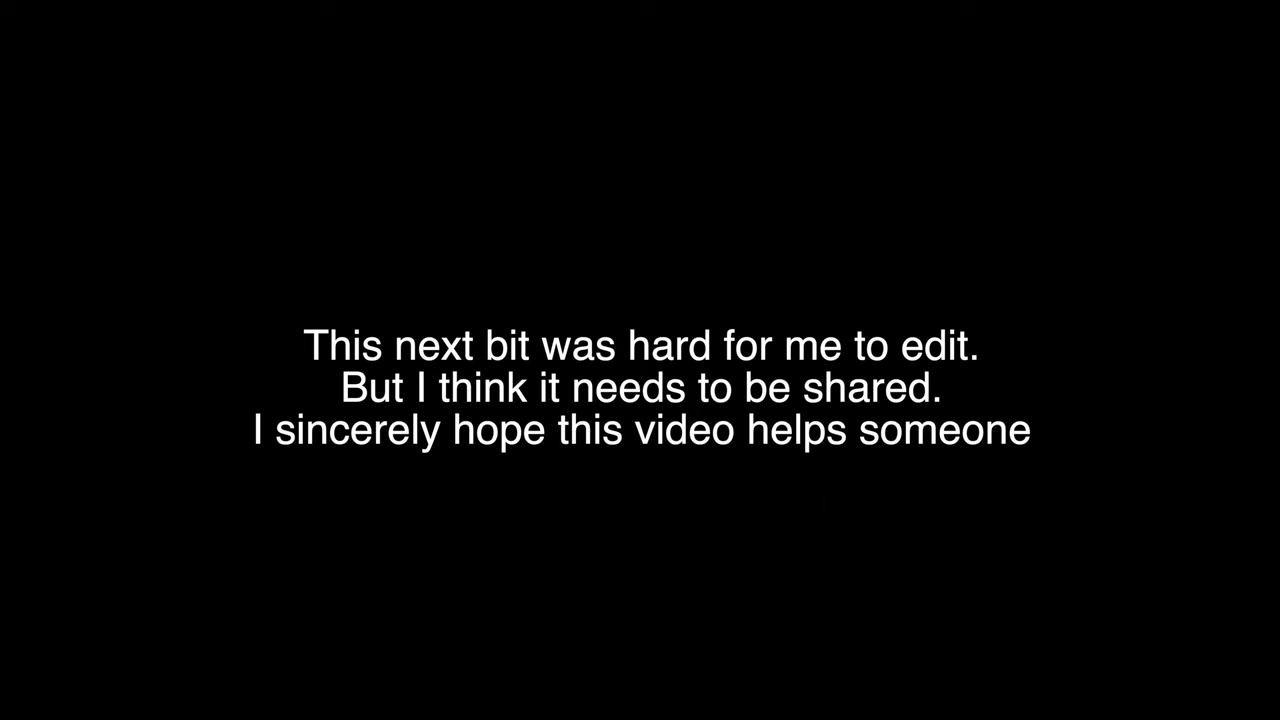 This next bit was hard for me to edit.
But I think it needs to be shared.
I sincerely hope this video helps someone